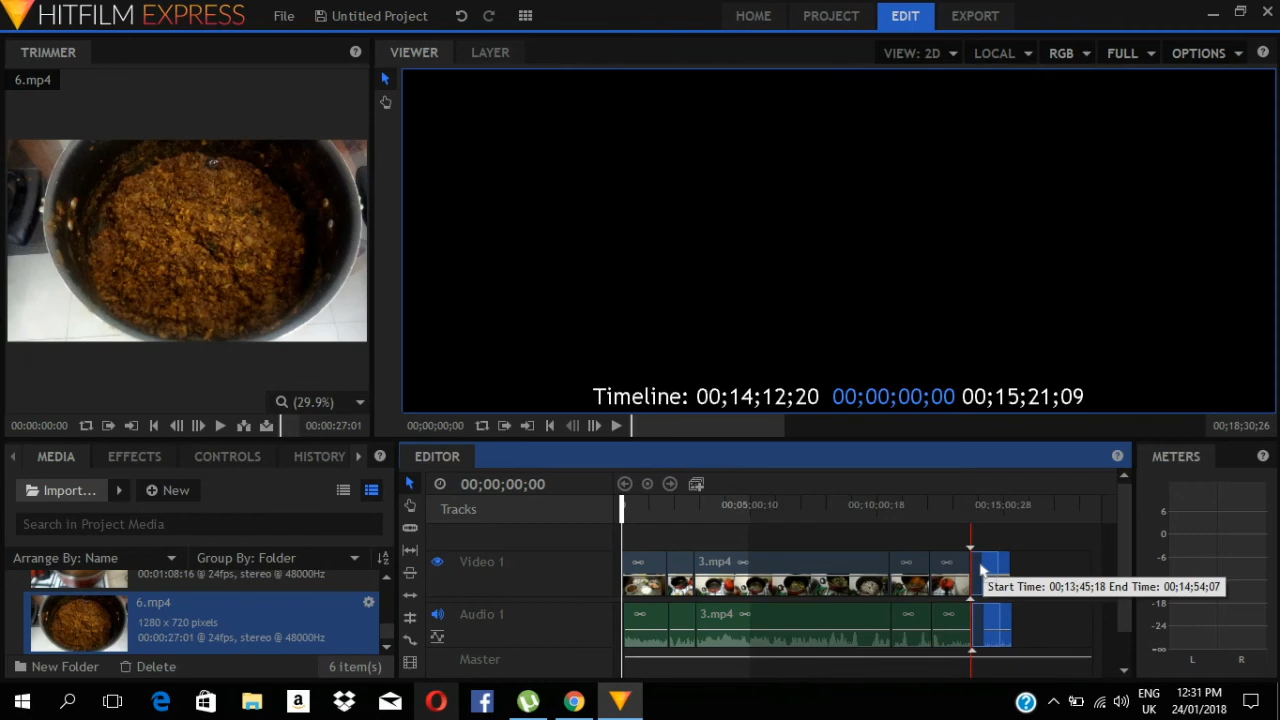 HITFILM EXPRESS File Untitled Project HOME PROJECT EDIT EXPORT
TRIMMER VIEWER LAYER VIEW: 2D LOCAL RGB FULL OPTIONS
6.mp4
Timeline: 00;14;12;20 00;00;00;00 00;15;21;09
(29.9%)
00:00:00:00 00:00:27:01 00;00;00;00 00;18;30;26
MEDIA EFFECTS CONTROLS HISTORY EDITOR METERS
Import... New 00;00;00;00
Tracks 00;05;00;10 00;10;00;18 00;15;00;28
Search in Project Media
Arrange By: Name Group By: Folder
Video 1 3.mp4
00:01:08:16 @ 24fps, stereo @ 48000Hz
Start Time: 00;13;45;18 End Time: 00;14;54;07
6.mp4
1280 x 720 pixels
00:00:27:01 @ 24fps, stereo @ 48000Hz
Audio 1 3.mp4
Master
New Folder Delete 6 item(s)
6
0
-6
-12
-18
-30
-∞
L R
ENG
UK
12:31 PM
24/01/2018